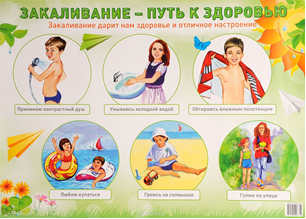 ЗАКАЛИВАНИЕ – ПУТЬ К ЗДОРОВЬЮ
Закаливание дарит нам здоровье и отличное настроение
Принимаю контрастный душ
Умываюсь холодной водой
Обтираюсь влажным полотенцем
Люблю купаться
Греюсь на солнышке
Гуляю на улице